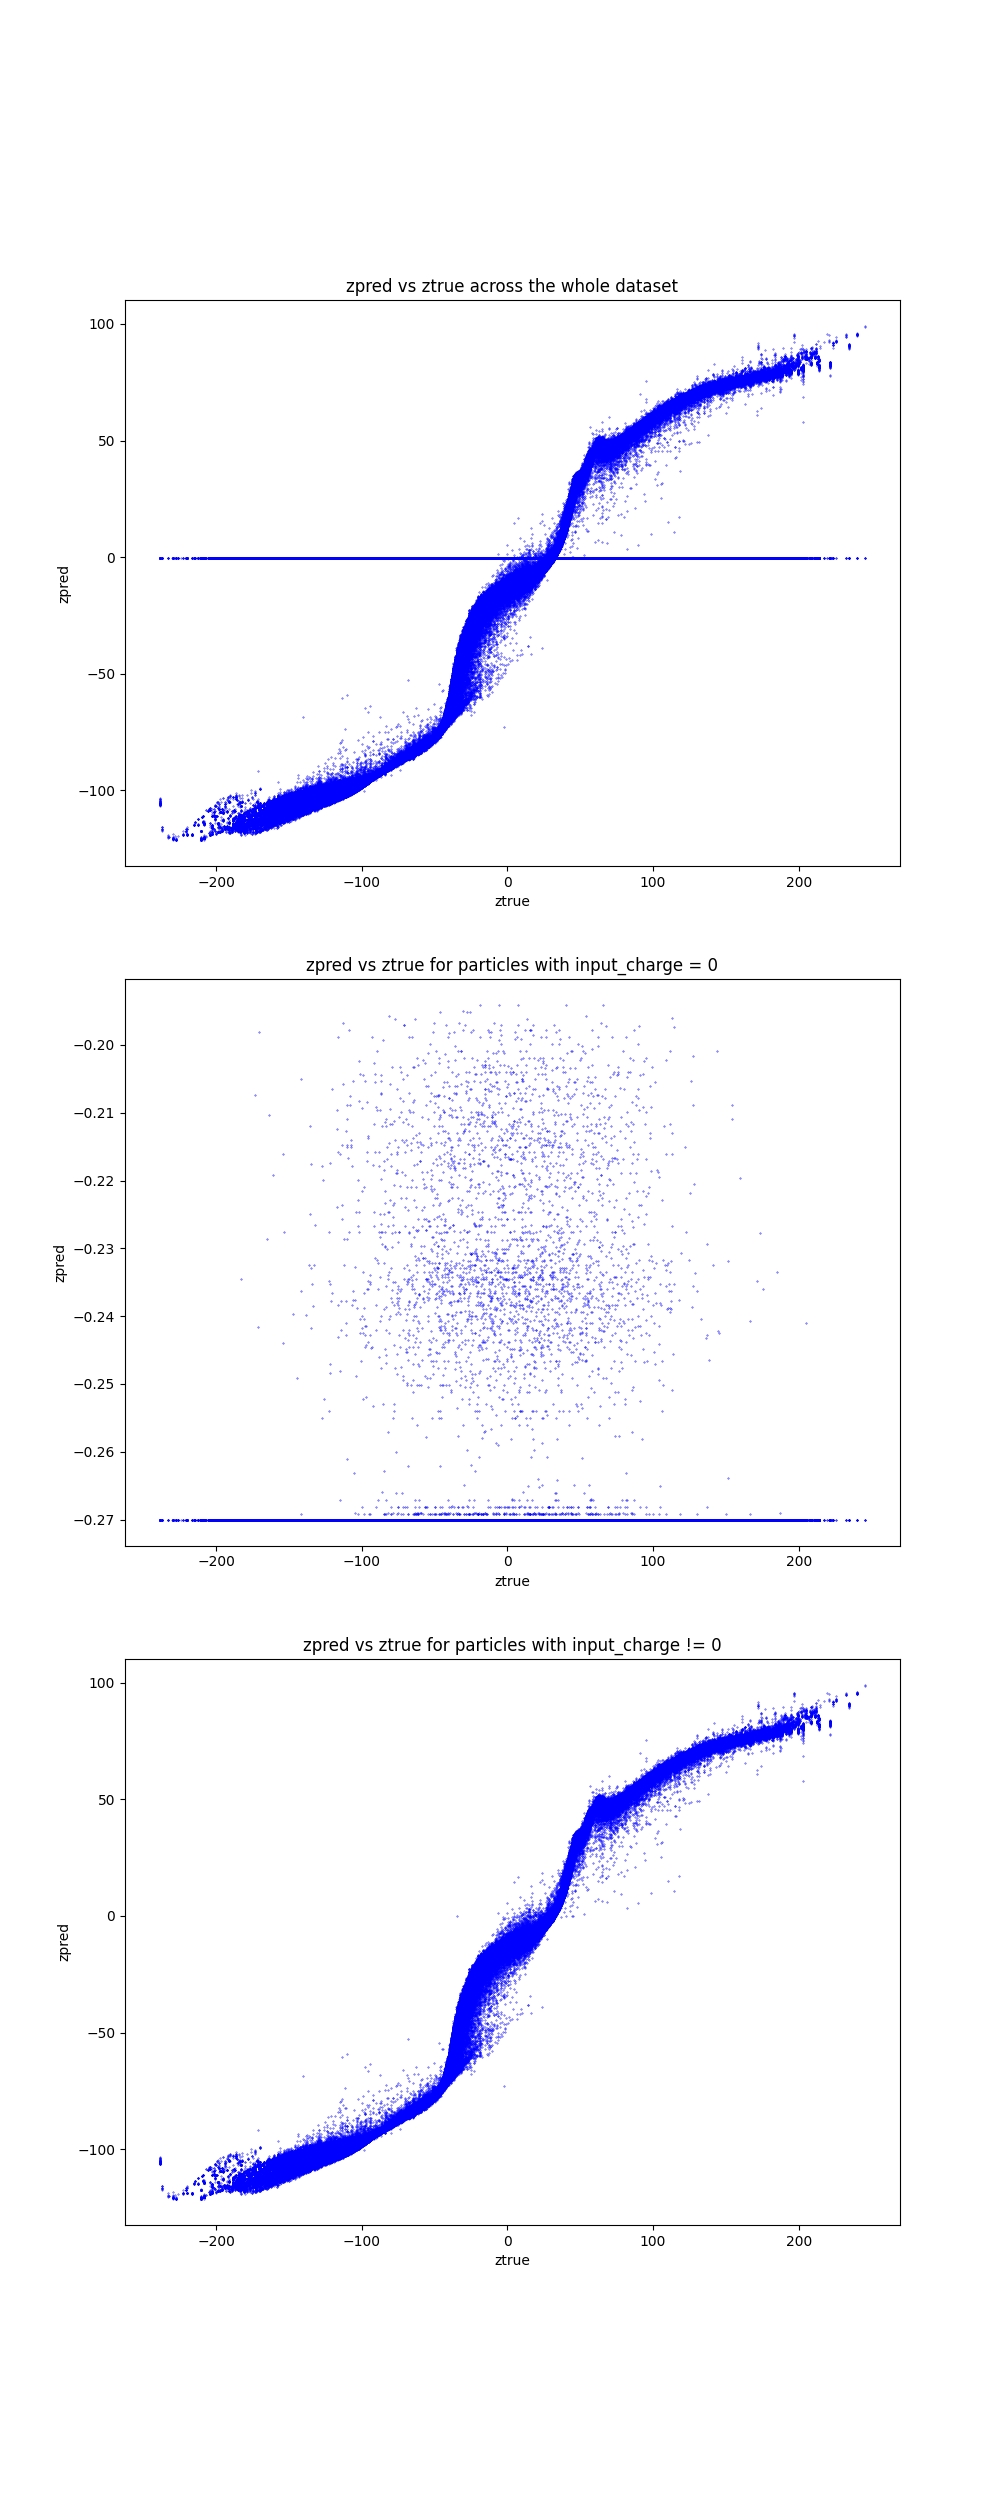 zpred vs ztrue across the whole dataset
100
50
0
−50
−100
zpred
−200 −100 0 100 200
ztrue
zpred vs ztrue for particles with input_charge = 0
−0.20
−0.21
−0.22
−0.23
−0.24
−0.25
−0.26
−0.27
zpred
−200 −100 0 100 200
ztrue
zpred vs ztrue for particles with input_charge != 0
100
50
0
−50
−100
zpred
−200 −100 0 100 200
ztrue